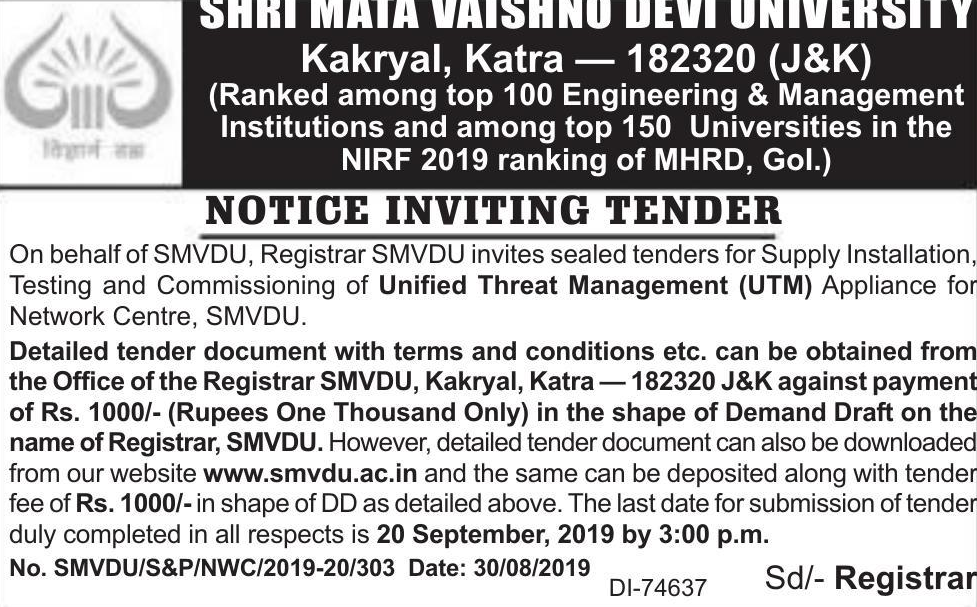 SHRI MATA VAISHNO DEVI UNIVERSITY
Kakryal, Katra — 182320 (J&K)
(Ranked among top 100 Engineering & Management
Institutions and among top 150 Universities in the
NIRF 2019 ranking of MHRD, GoI.)
NOTICE INVITING TENDER
On behalf of SMVDU, Registrar SMVDU invites sealed tenders for Supply Installation,
Testing and Commissioning of Unified Threat Management (UTM) Appliance for
Network Centre, SMVDU.
Detailed tender document with terms and conditions etc. can be obtained from
the Office of the Registrar SMVDU, Kakryal, Katra — 182320 J&K against payment
of Rs. 1000/- (Rupees One Thousand Only) in the shape of Demand Draft on the
name of Registrar, SMVDU. However, detailed tender document can also be downloaded
from our website www.smvdu.ac.in and the same can be deposited along with tender
fee of Rs. 1000/- in shape of DD as detailed above. The last date for submission of tender
duly completed in all respects is 20 September, 2019 by 3:00 p.m.
No. SMVDU/S&P/NWC/2019-20/303 Date: 30/08/2019
DI-74637
Sd/- Registrar